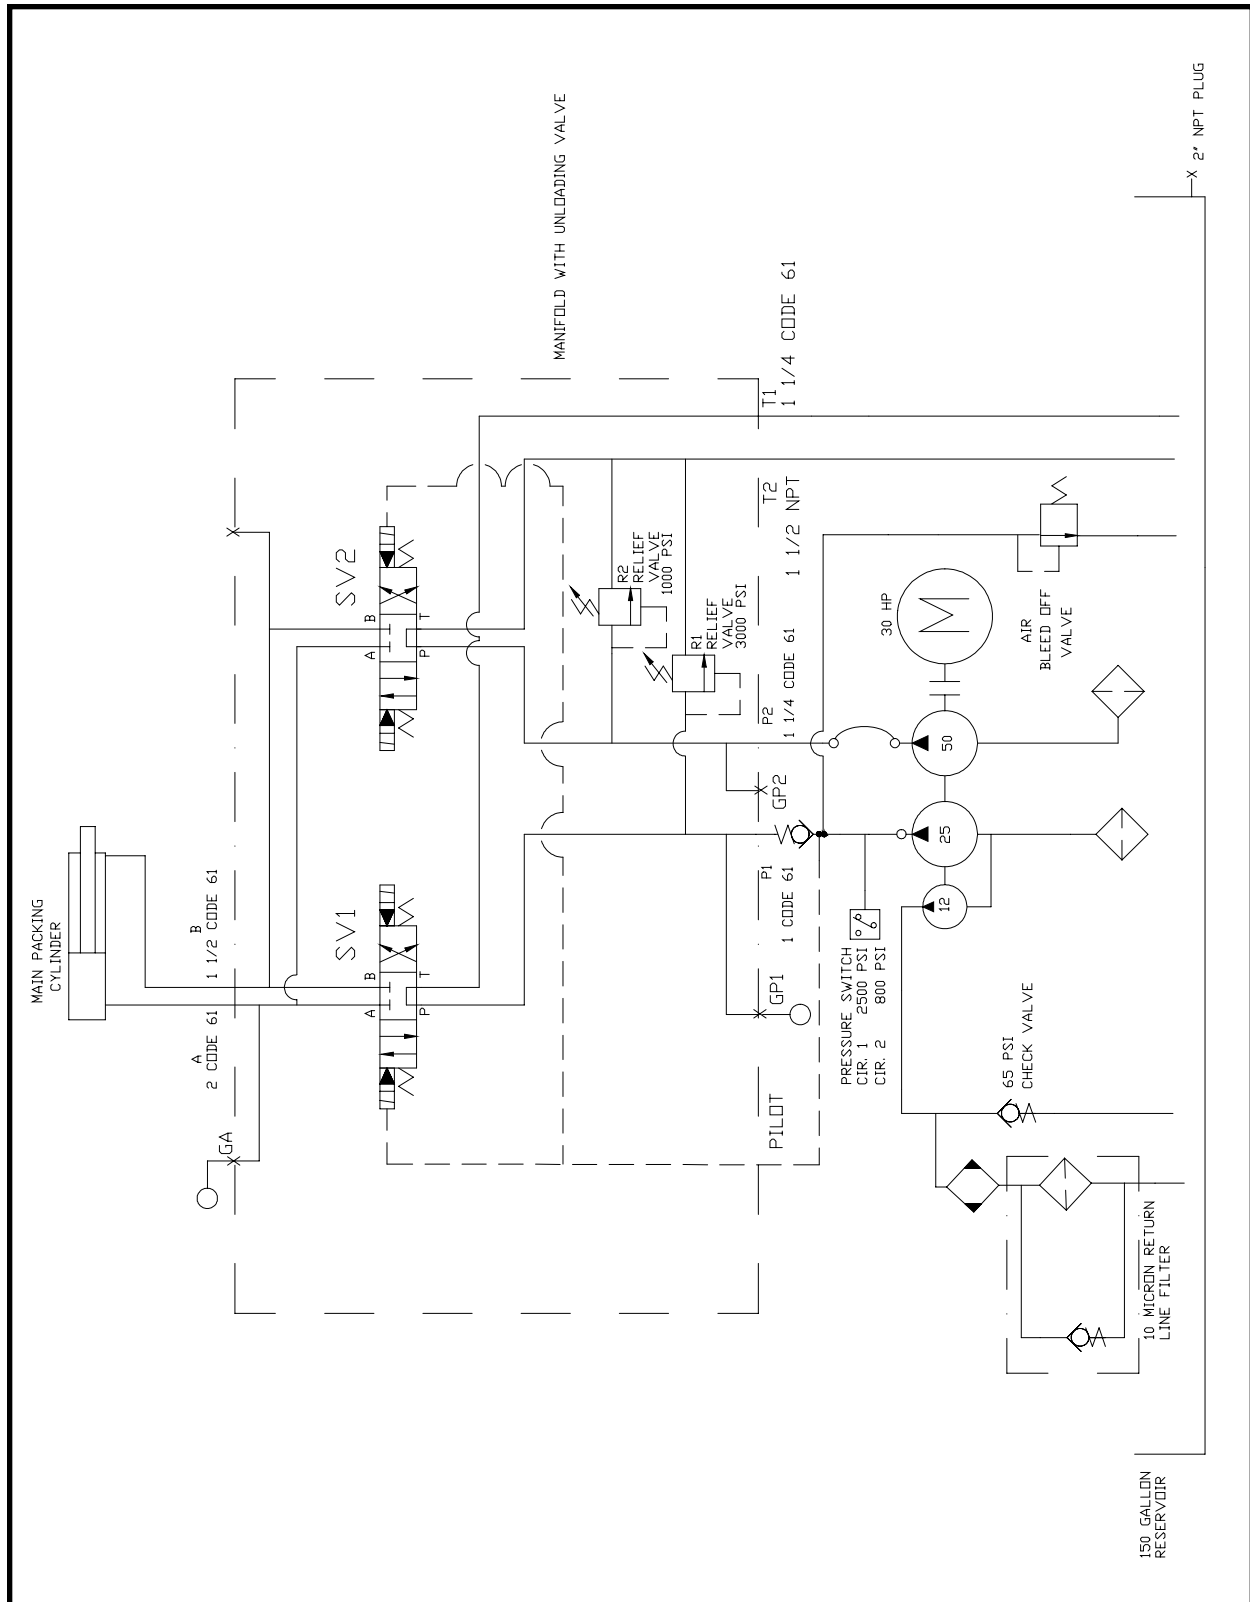 MAIN PACKING
CYLINDER
A
2 CODE 61
B
1 1/2 CODE 61
GA
SV1
A
B
P
T
SV2
A
B
P
T
MANIFOLD WITH UNLOADING VALVE
R2
RELIEF
VALVE
1000 PSI
R1
RELIEF
VALVE
3000 PSI
PILOT
GP1
P1
1 CODE 61
GP2
P2
1 1/4 CODE 61
T2
1 1/2 NPT
T1
1 1/4 CODE 61
PRESSURE SWITCH
CIR. 1 2500 PSI
CIR. 2 800 PSI
12
25
50
30 HP
M
AIR
BLEED OFF
VALVE
65 PSI
CHECK VALVE
10 MICRON RETURN
LINE FILTER
150 GALLON
RESERVOIR
X 2" NPT PLUG